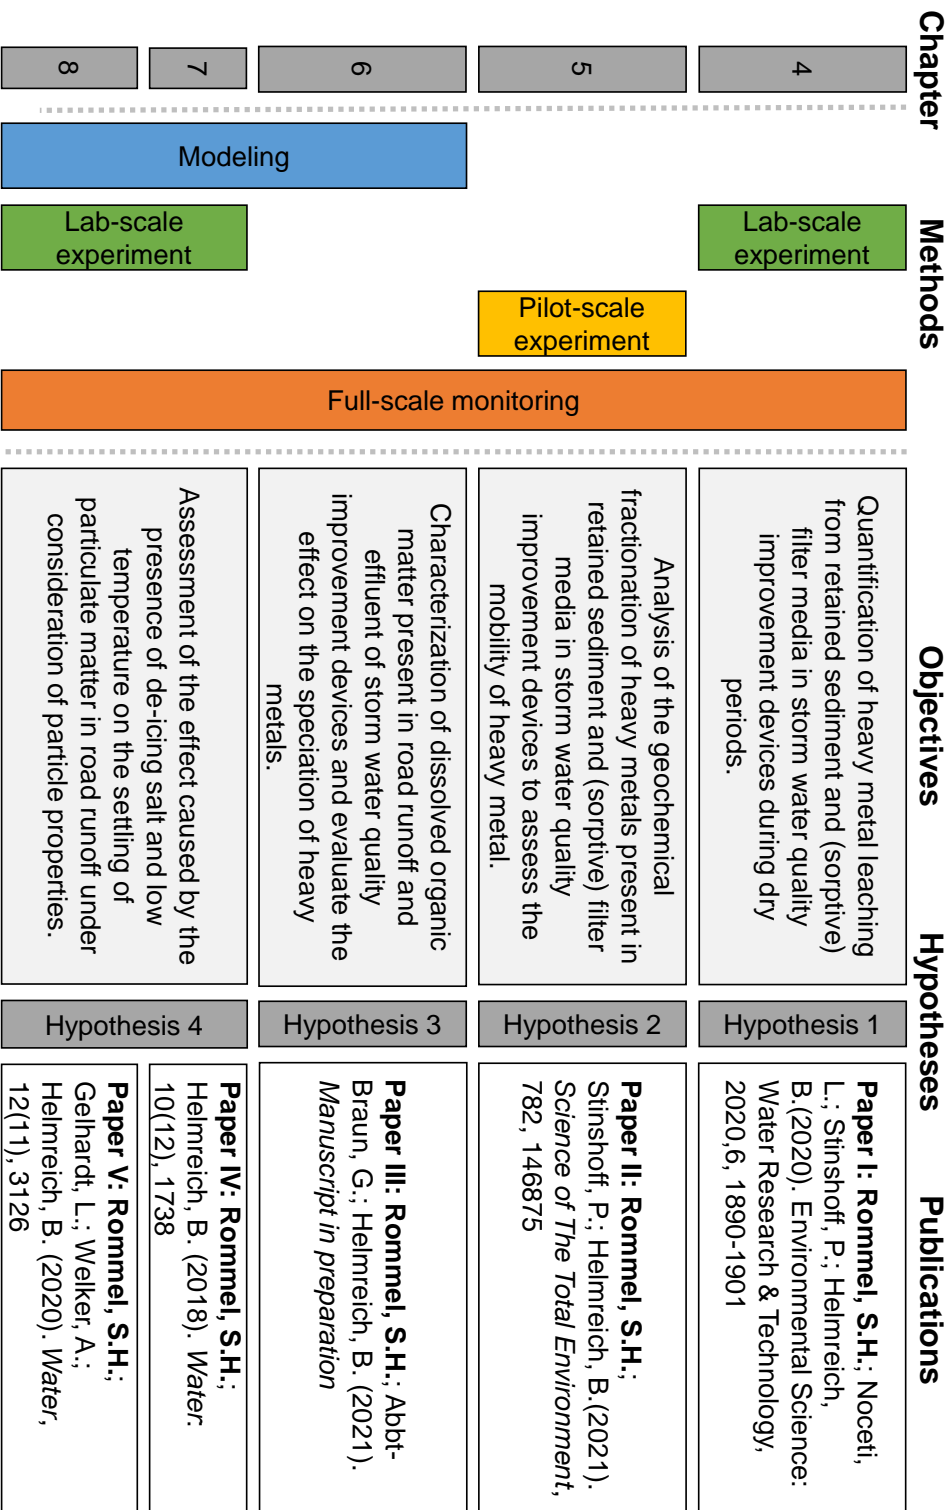 Chapter
Methods
Objectives
Hypotheses
Publications
4
Lab-scale
experiment
Quantification of heavy metal leaching
from retained sediment and (sorptive)
filter media in storm water quality
improvement devices during dry
periods.
Hypothesis 1
Paper I: Rommel, S.H.; Noceti,
L.; Stinshoff, P.; Helmreich,
B.(2020). Environmental Science:
Water Research & Technology,
2020,6, 1890-1901
5
Pilot-scale
experiment
Analysis of the geochemical
fractionation of heavy metals present in
retained sediment and (sorptive) filter
media in storm water quality
improvement devices to assess the
mobility of heavy metal.
Hypothesis 2
Paper II: Rommel, S.H.;
Stinshoff, P.; Helmreich, B.(2021).
Science of The Total Environment,
782, 146875
6
Modeling
Full-scale monitoring
Characterization of dissolved organic
matter present in road runoff and
effluent of storm water quality
improvement devices and evaluate the
effect on the speciation of heavy
metals.
Hypothesis 3
Paper III: Rommel, S.H.; Abbt-
Braun, G.; Helmreich, B. (2021).
Manuscript in preparation
7
8
Lab-scale
experiment
Assessment of the effect caused by the
presence of de-icing salt and low
temperature on the settling of
particulate matter in road runoff under
consideration of particle properties.
Hypothesis 4
Paper IV: Rommel, S.H.;
Helmreich, B. (2018). Water.
10(12), 1738
Paper V: Rommel, S.H.;
Gelhardt, L.; Welker, A.;
Helmreich, B. (2020). Water,
12(11), 3126